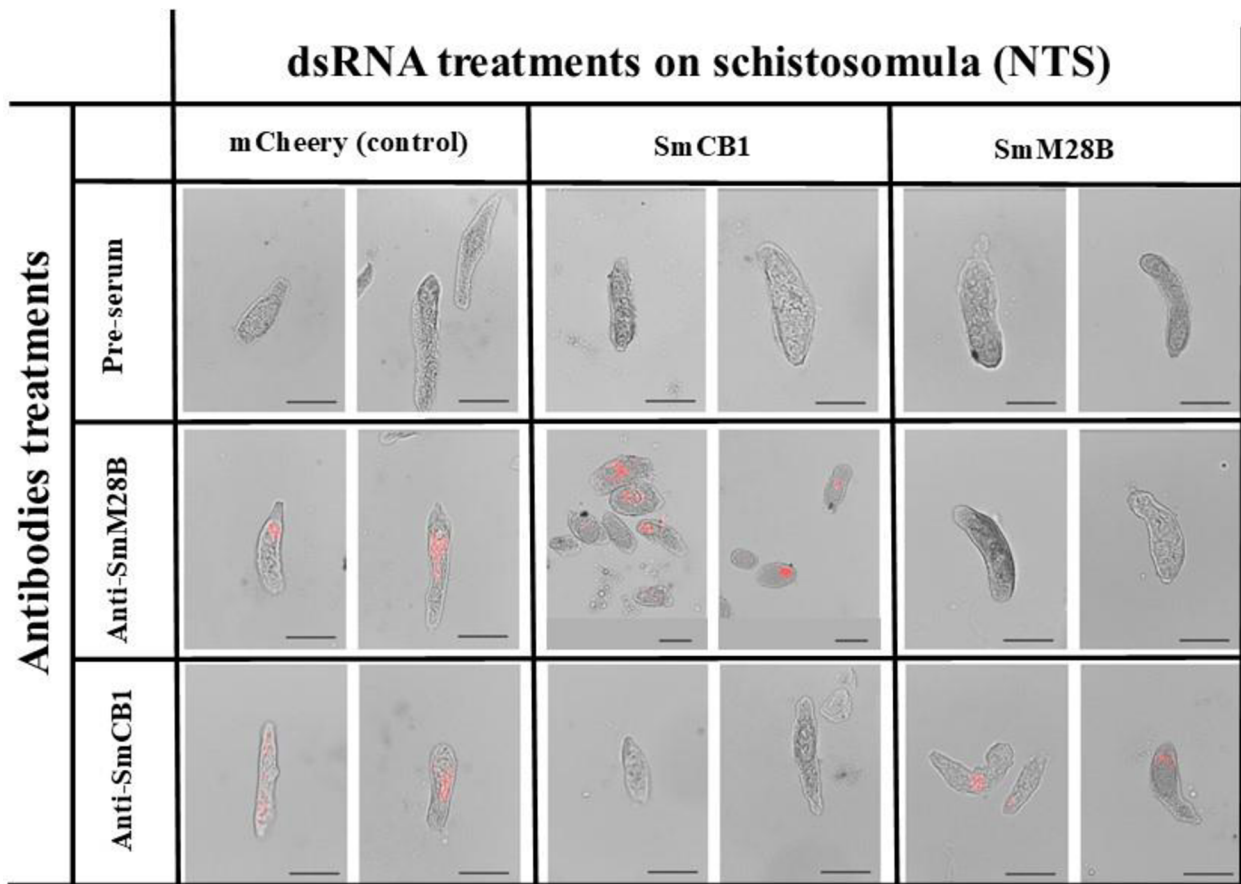 dsRNA treatments on schistosomula (NTS)
mCheery (control)
SmCB1
SmM28B
Antibodies treatments
Pre-serum
Anti-SmM28B
Anti-SmCB1